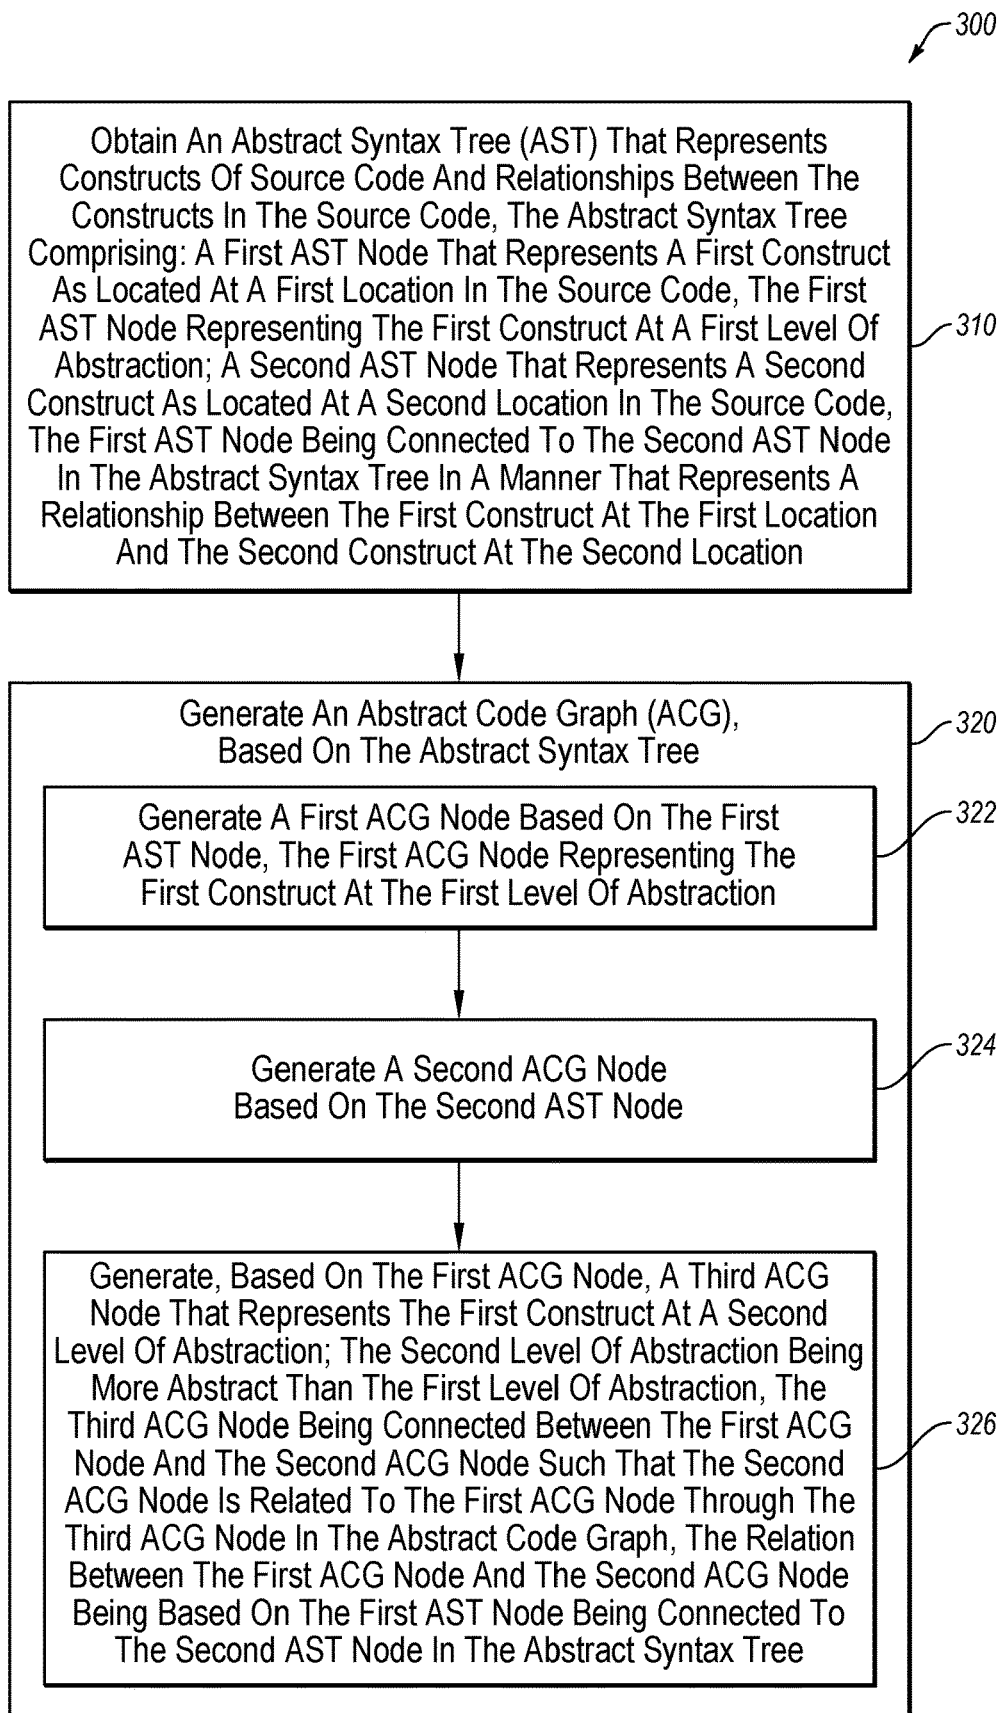 300
Obtain An Abstract Syntax Tree (AST) That Represents
Constructs Of Source Code And Relationships Between The
Constructs In The Source Code, The Abstract Syntax Tree
Comprising: A First AST Node That Represents A First Construct
As Located At A First Location In The Source Code, The First
AST Node Representing The First Construct At A First Level Of
Abstraction; A Second AST Node That Represents A Second
Construct As Located At A Second Location In The Source Code,
The First AST Node Being Connected To The Second AST Node
In The Abstract Syntax Tree In A Manner That Represents A
Relationship Between The First Construct At The First Location
And The Second Construct At The Second Location
310
Generate An Abstract Code Graph (ACG),
Based On The Abstract Syntax Tree
320
Generate A First ACG Node Based On The First
AST Node, The First ACG Node Representing The
First Construct At The First Level Of Abstraction
322
Generate A Second ACG Node
Based On The Second AST Node
324
Generate, Based On The First ACG Node, A Third ACG
Node That Represents The First Construct At A Second
Level Of Abstraction; The Second Level Of Abstraction Being
More Abstract Than The First Level Of Abstraction, The
Third ACG Node Being Connected Between The First ACG
Node And The Second ACG Node Such That The Second
ACG Node Is Related To The First ACG Node Through The
Third ACG Node In The Abstract Code Graph, The Relation
Between The First ACG Node And The Second ACG Node
Being Based On The First AST Node Being Connected To
The Second AST Node In The Abstract Syntax Tree
326